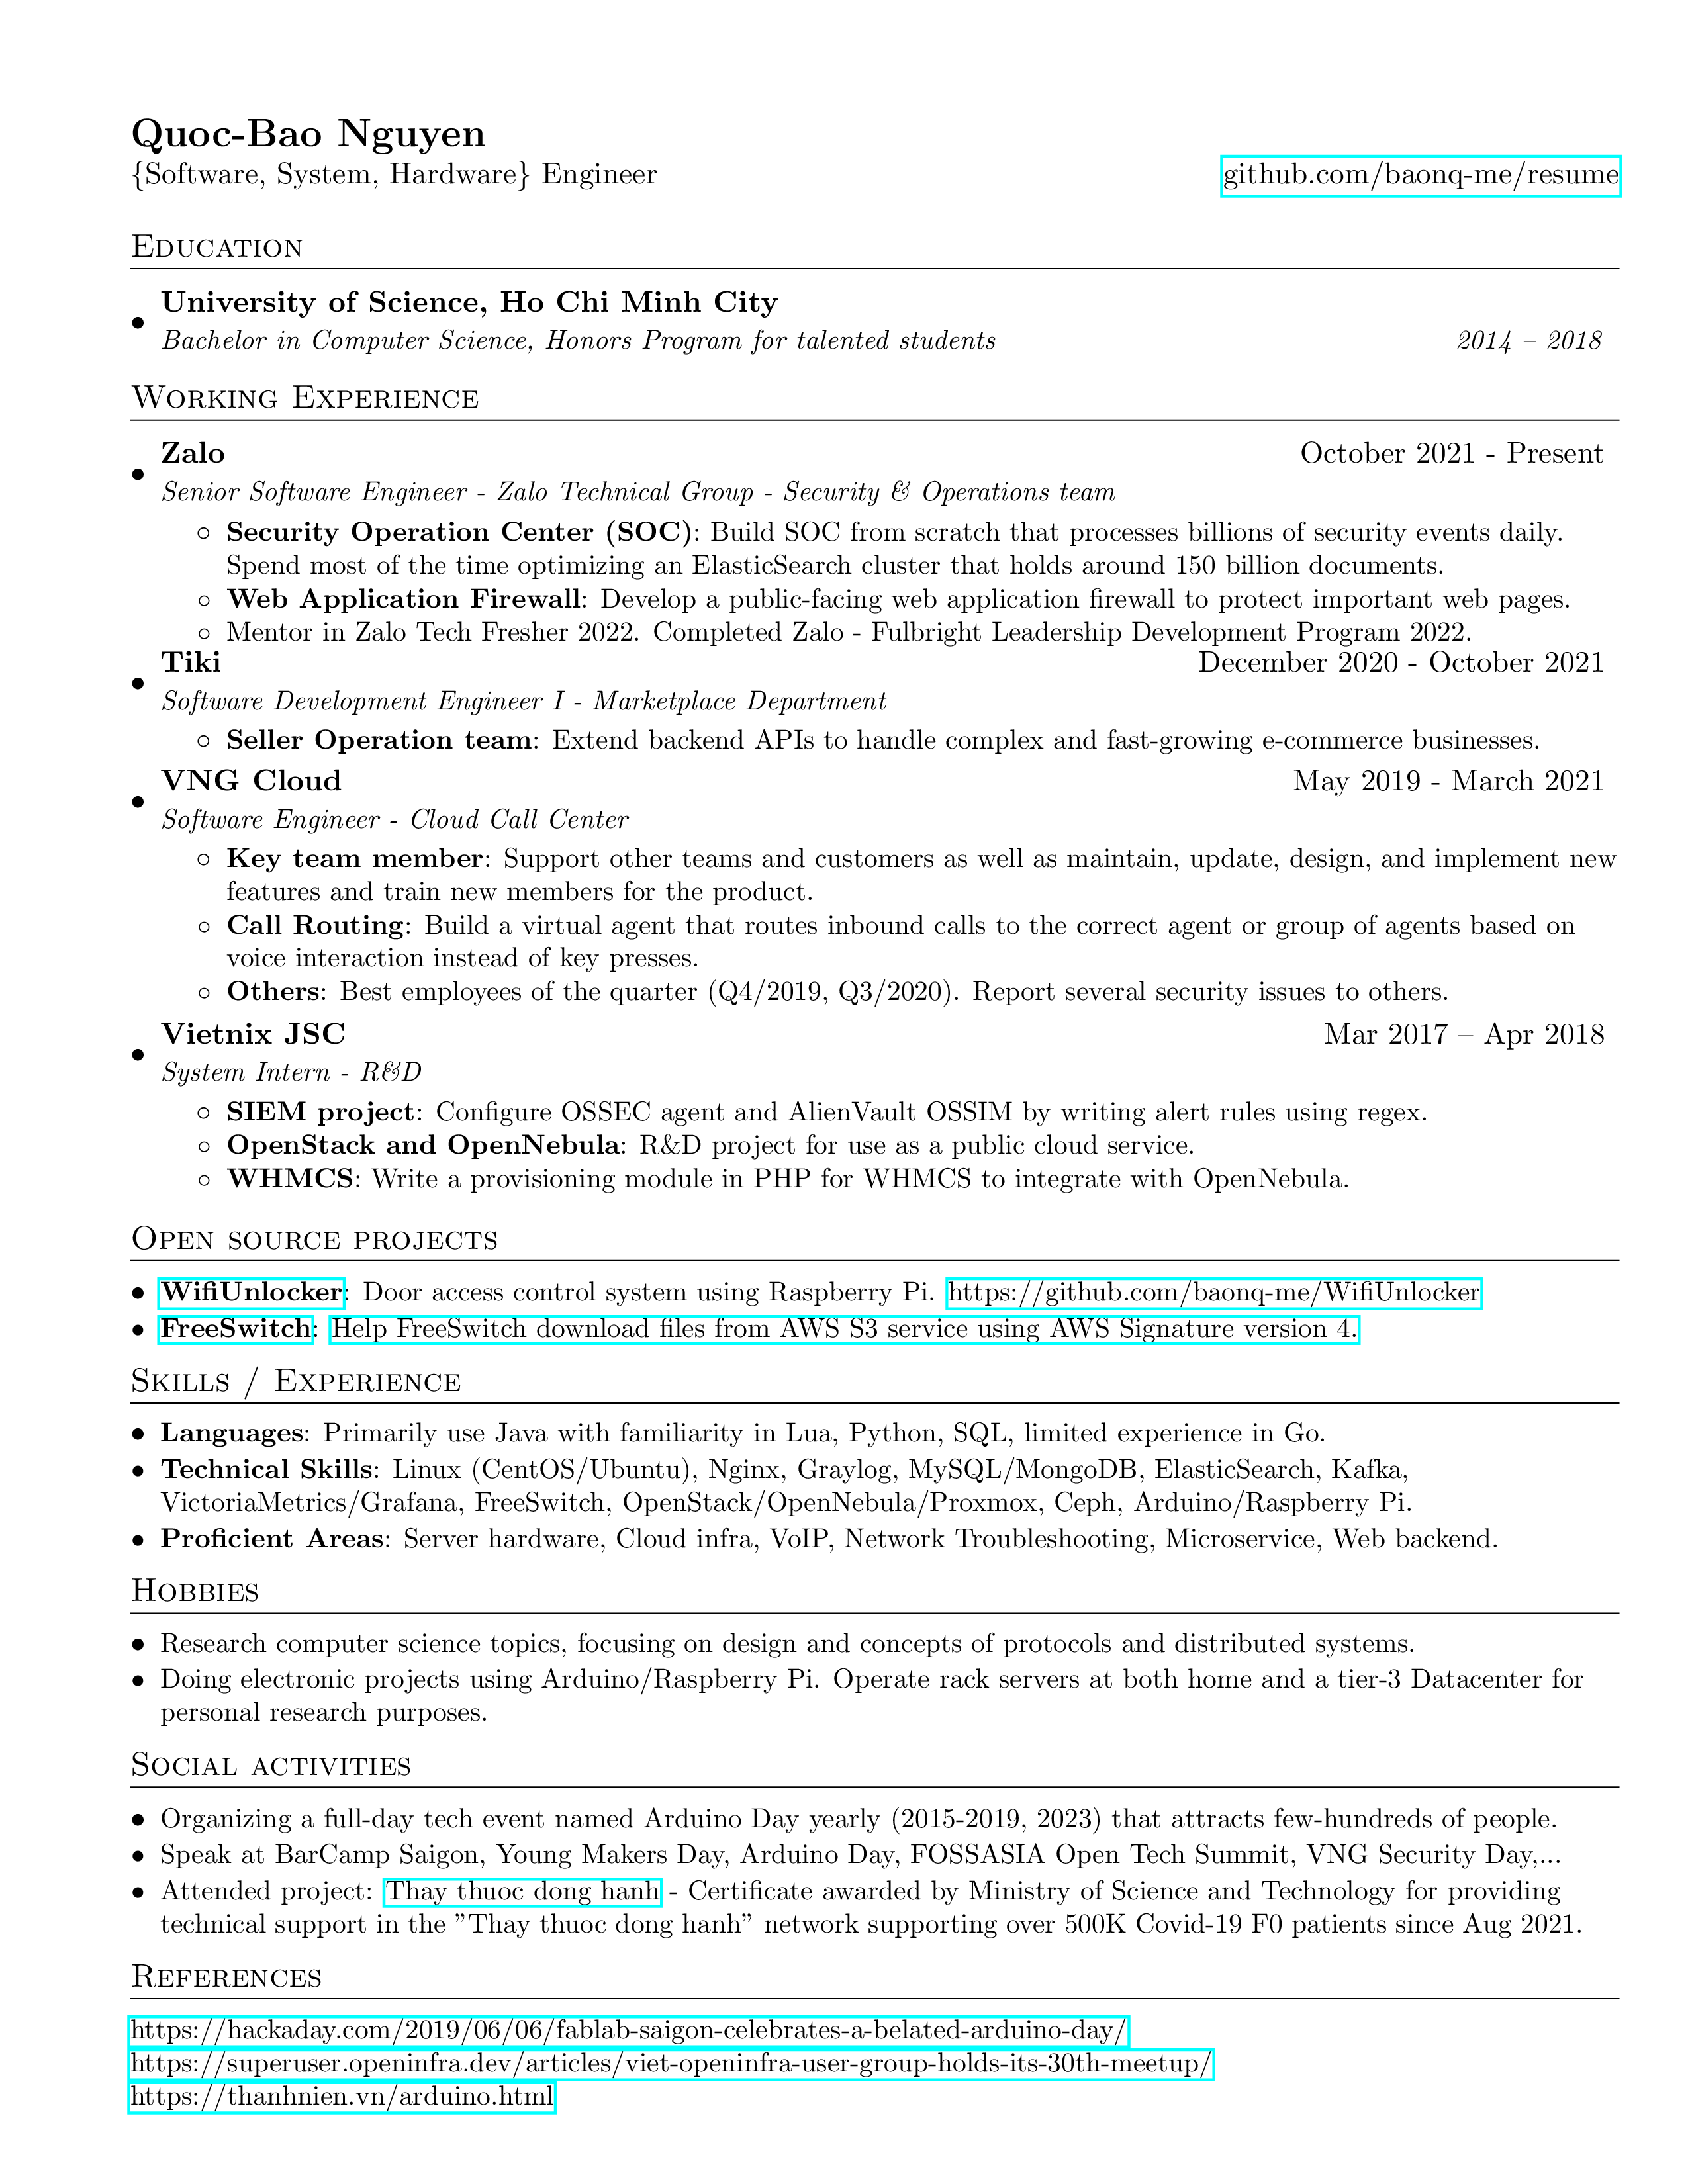 Quoc-Bao Nguyen
{Software, System, Hardware} Engineer github.com/baonq-me/resume
Education
• University of Science, Ho Chi Minh City
Bachelor in Computer Science, Honors Program for talented students 2014 – 2018
Working Experience
• Zalo October 2021 - Present
Senior Software Engineer - Zalo Technical Group - Security & Operations team
◦ Security Operation Center (SOC): Build SOC from scratch that processes billions of security events daily.
Spend most of the time optimizing an ElasticSearch cluster that holds around 150 billion documents.
◦ Web Application Firewall: Develop a public-facing web application firewall to protect important web pages.
◦ Mentor in Zalo Tech Fresher 2022. Completed Zalo - Fulbright Leadership Development Program 2022.
• Tiki December 2020 - October 2021
Software Development Engineer I - Marketplace Department
◦ Seller Operation team: Extend backend APIs to handle complex and fast-growing e-commerce businesses.
• VNG Cloud May 2019 - March 2021
Software Engineer - Cloud Call Center
◦ Key team member: Support other teams and customers as well as maintain, update, design, and implement new
features and train new members for the product.
◦ Call Routing: Build a virtual agent that routes inbound calls to the correct agent or group of agents based on
voice interaction instead of key presses.
◦ Others: Best employees of the quarter (Q4/2019, Q3/2020). Report several security issues to others.
• Vietnix JSC Mar 2017 – Apr 2018
System Intern - R&D
◦ SIEM project: Configure OSSEC agent and AlienVault OSSIM by writing alert rules using regex.
◦ OpenStack and OpenNebula: R&D project for use as a public cloud service.
◦ WHMCS: Write a provisioning module in PHP for WHMCS to integrate with OpenNebula.
Open source projects
• WifiUnlocker: Door access control system using Raspberry Pi. https://github.com/baonq-me/WifiUnlocker
• FreeSwitch: Help FreeSwitch download files from AWS S3 service using AWS Signature version 4.
Skills / Experience
• Languages: Primarily use Java with familiarity in Lua, Python, SQL, limited experience in Go.
• Technical Skills: Linux (CentOS/Ubuntu), Nginx, Graylog, MySQL/MongoDB, ElasticSearch, Kafka,
VictoriaMetrics/Grafana, FreeSwitch, OpenStack/OpenNebula/Proxmox, Ceph, Arduino/Raspberry Pi.
• Proficient Areas: Server hardware, Cloud infra, VoIP, Network Troubleshooting, Microservice, Web backend.
Hobbies
• Research computer science topics, focusing on design and concepts of protocols and distributed systems.
• Doing electronic projects using Arduino/Raspberry Pi. Operate rack servers at both home and a tier-3 Datacenter for
personal research purposes.
Social activities
• Organizing a full-day tech event named Arduino Day yearly (2015-2019, 2023) that attracts few-hundreds of people.
• Speak at BarCamp Saigon, Young Makers Day, Arduino Day, FOSSASIA Open Tech Summit, VNG Security Day,...
• Attended project: Thay thuoc dong hanh - Certificate awarded by Ministry of Science and Technology for providing
technical support in the ”Thay thuoc dong hanh” network supporting over 500K Covid-19 F0 patients since Aug 2021.
References
https://hackaday.com/2019/06/06/fablab-saigon-celebrates-a-belated-arduino-day/
https://superuser.openinfra.dev/articles/viet-openinfra-user-group-holds-its-30th-meetup/
https://thanhnien.vn/arduino.html